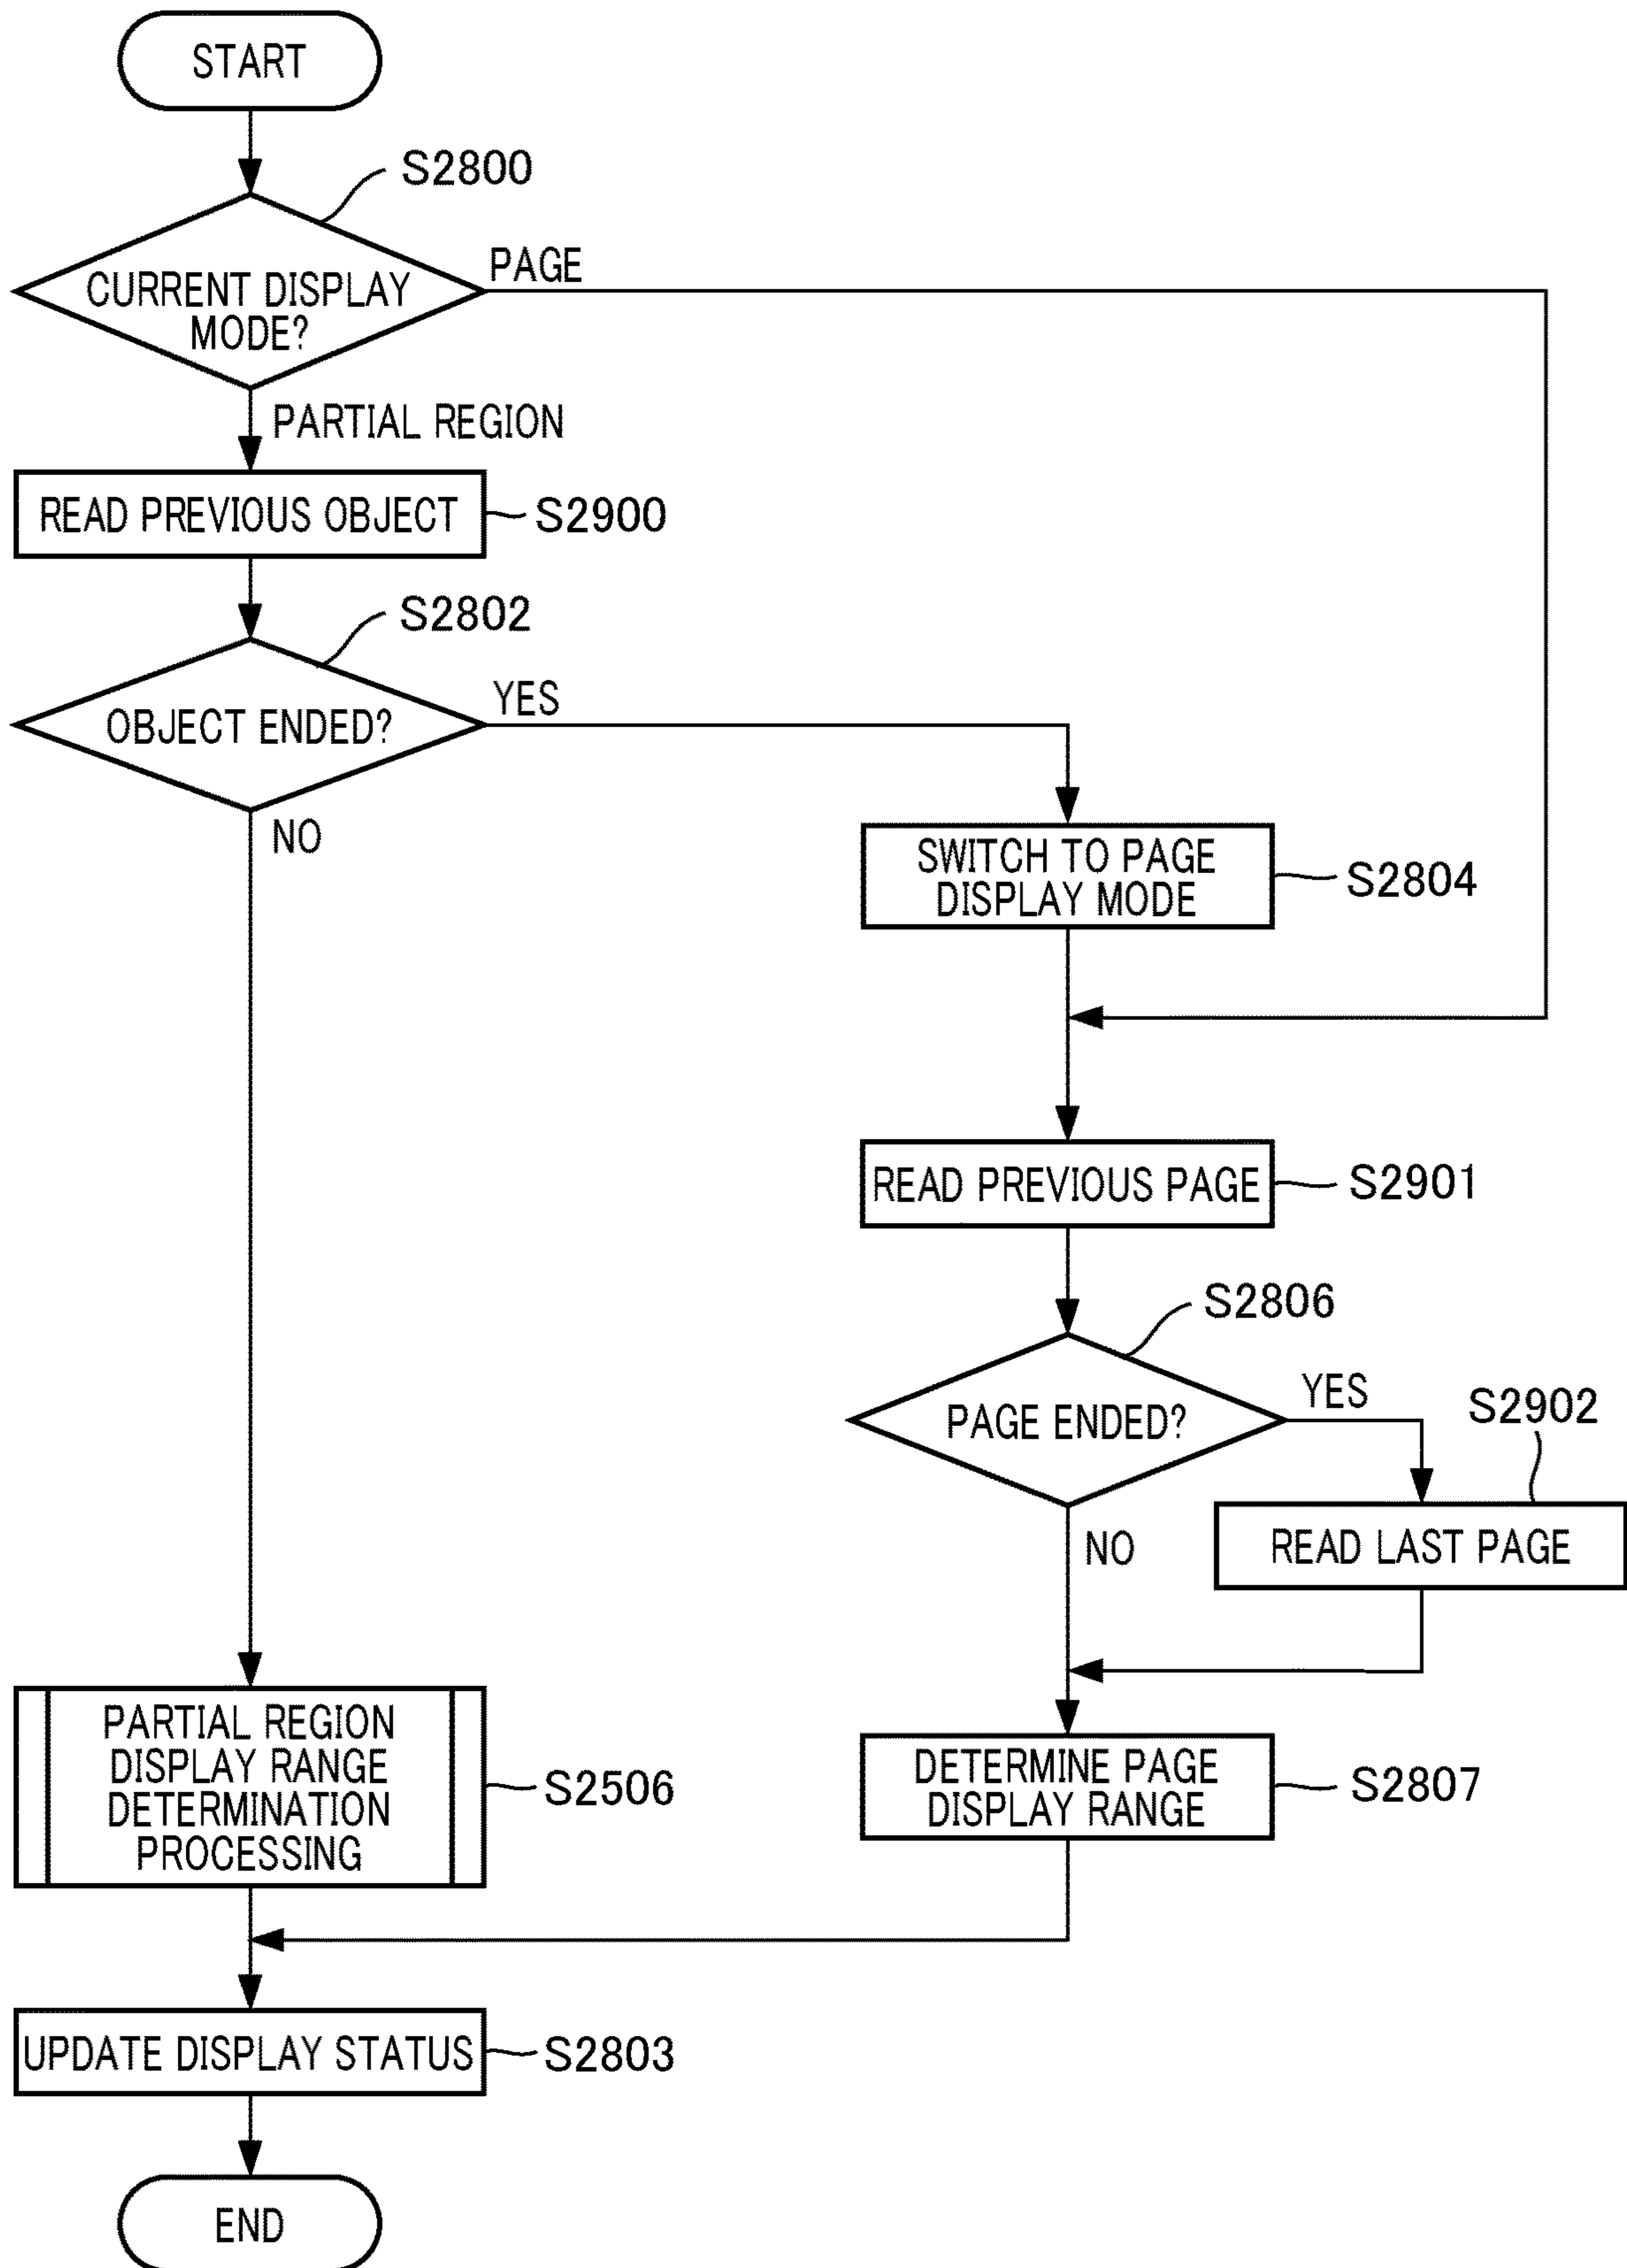 START
S2800
CURRENT DISPLAY
MODE?
PAGE
PARTIAL REGION
READ PREVIOUS OBJECT
S2900
S2802
OBJECT ENDED?
YES
NO
SWITCH TO PAGE
DISPLAY MODE
S2804
READ PREVIOUS PAGE
S2901
S2806
PAGE ENDED?
YES
S2902
NO
READ LAST PAGE
PARTIAL REGION
DISPLAY RANGE
DETERMINATION
PROCESSING
S2506
DETERMINE PAGE
DISPLAY RANGE
S2807
UPDATE DISPLAY STATUS
S2803
END